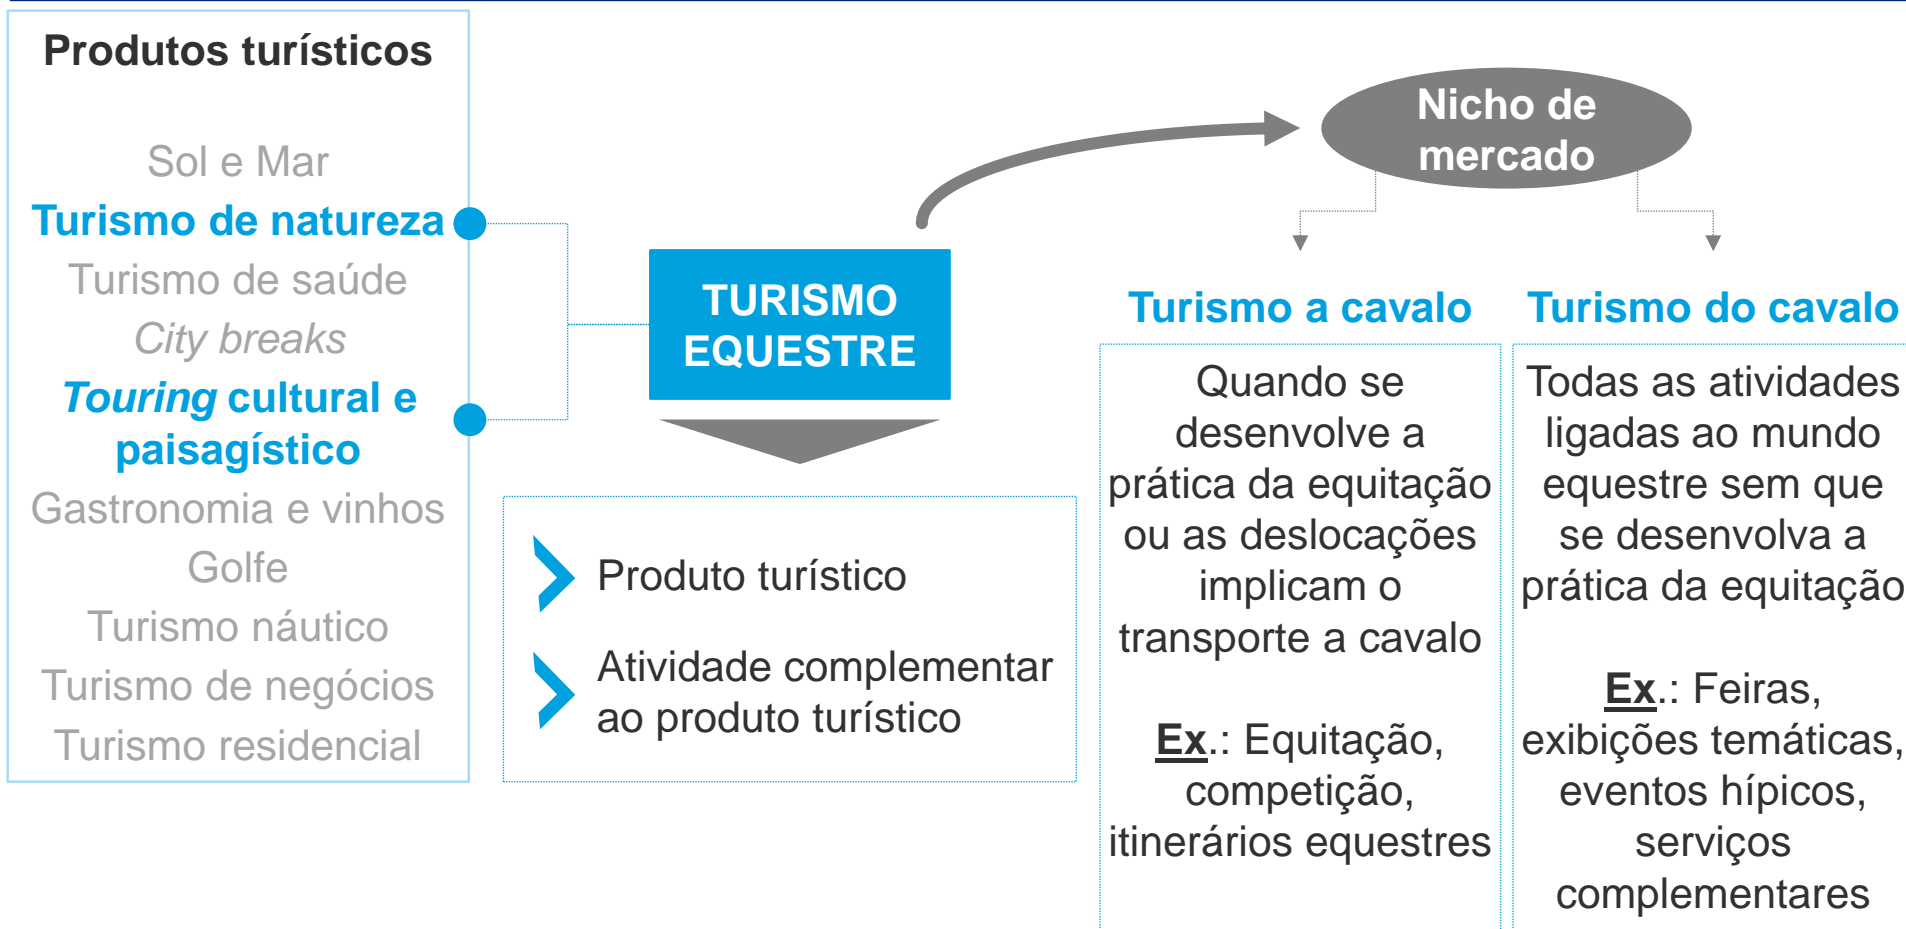 Produtos turísticos
Sol e Mar
Turismo de natureza
Turismo de saúde
City breaks
Touring cultural e
paisagístico
Gastronomia e vinhos
Golfe
Turismo náutico
Turismo de negócios
Turismo residencial
TURISMO
EQUESTRE
Produto turístico
Atividade complementar
ao produto turístico
Nicho de
mercado
Turismo a cavalo
Quando se
desenvolve a
prática da equitação
ou as deslocações
implicam o
transporte a cavalo
Ex.: Equitação,
competição,
itinerários equestres
Turismo do cavalo
Todas as atividades
ligadas ao mundo
equestre sem que
se desenvolva a
prática da equitação
Ex.: Feiras,
exibições temáticas,
eventos hípicos,
serviços
complementares